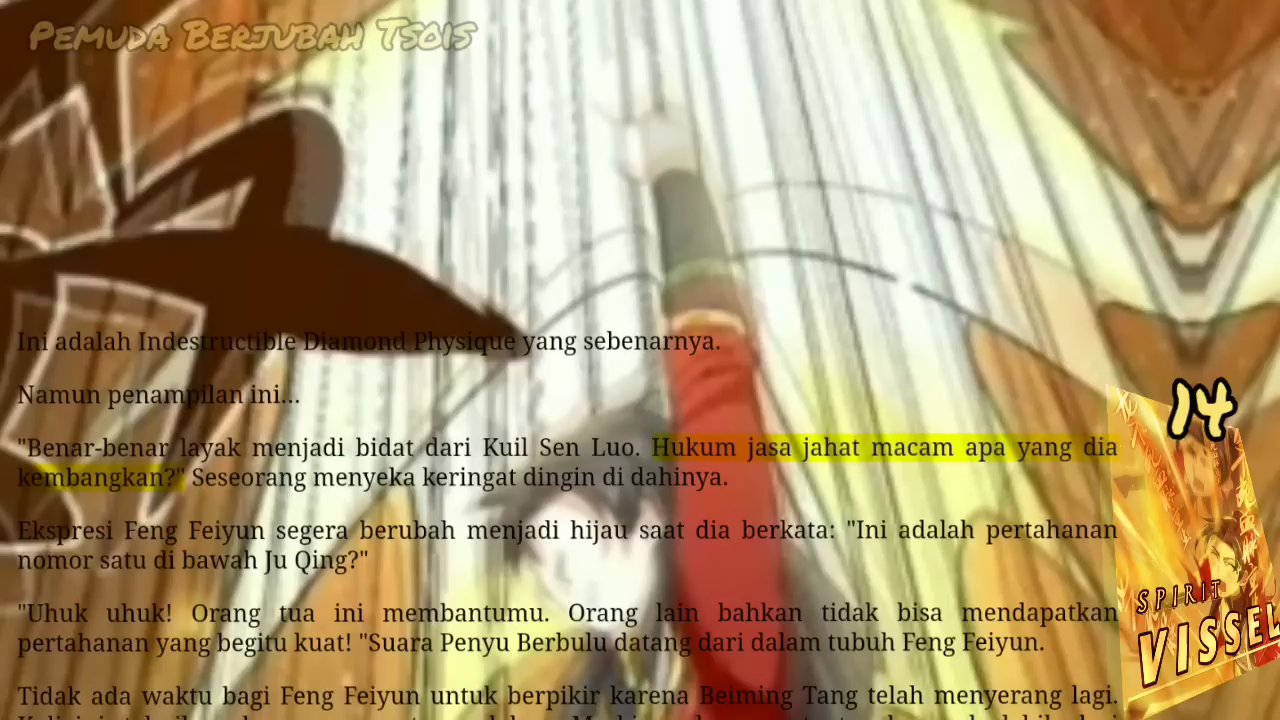 Pemuda Berjubah Tsois
Ini adalah Indestructible Diamond Physique yang sebenarnya.
Namun penampilan ini...
"Benar-benar layak menjadi bidat dari Kuil Sen Luo. Hukum jasa jahat macam apa yang dia
kembangkan?" Seseorang menyeka keringat dingin di dahinya.
Ekspresi Feng Feiyun segera berubah menjadi hijau saat dia berkata: "Ini adalah pertahanan
nomor satu di bawah Ju Qing?"
"Uhuk uhuk! Orang tua ini membantumu. Orang lain bahkan tidak bisa mendapatkan
pertahanan yang begitu kuat! "Suara Penyu Berbulu datang dari dalam tubuh Feng Feiyun.
Tidak ada waktu bagi Feng Feiyun untuk berpikir karena Beiming Tang telah menyerang lagi.
14
SPIRIT
VISSEL